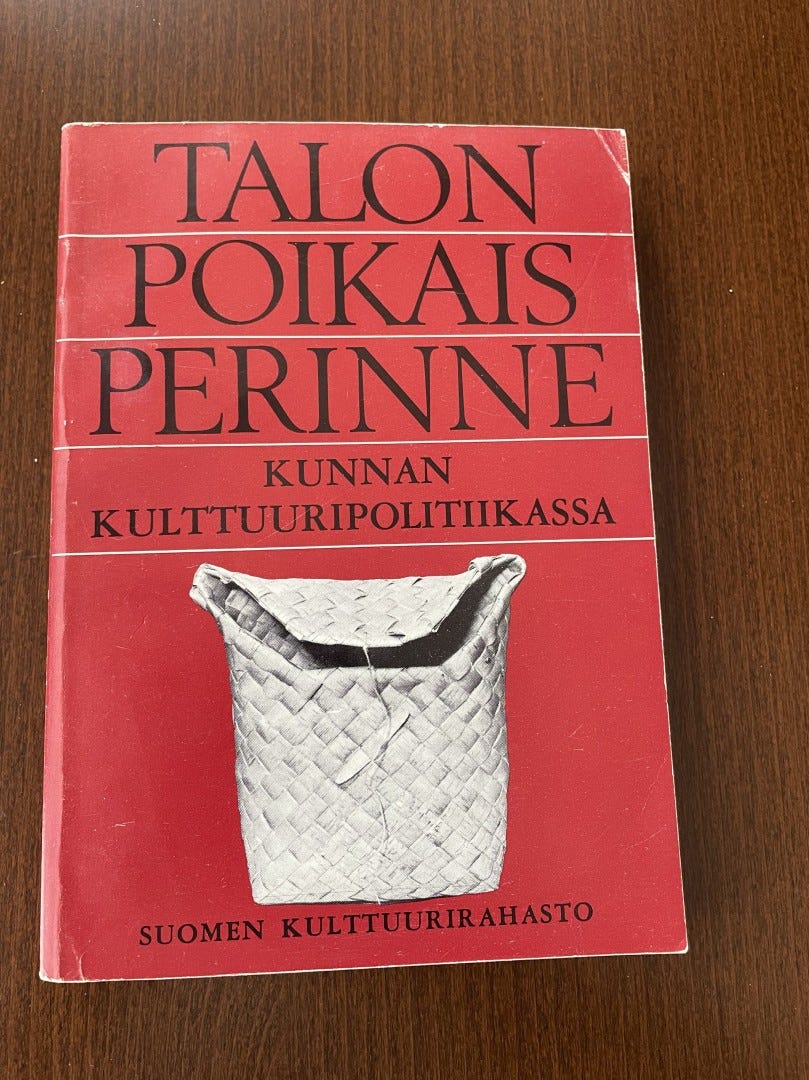 TALON
POIKAIS
PERINNE
KUNNAN
KULTTUURIPOLITIIKASSA
SUOMEN KULTTUURIRAHASTO